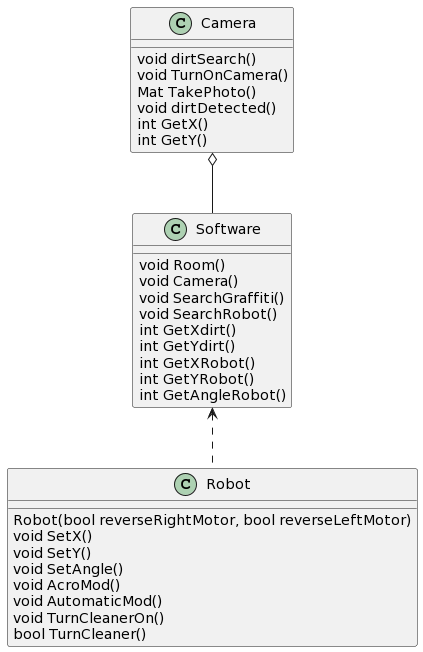 C Camera
void dirtSearch()
void TurnOnCamera()
Mat TakePhoto()
void dirtDetected()
int GetX()
int GetY()
C Software
void Room()
void Camera()
void SearchGraffiti()
void SearchRobot()
int GetXdirt()
int GetYdirt()
int GetXRobot()
int GetYRobot()
int GetAngleRobot()
C Robot
Robot(bool reverseRightMotor, bool reverseLeftMotor)
void SetX()
void SetY()
void SetAngle()
void AcroMod()
void AutomaticMod()
void TurnCleanerOn()
bool TurnCleaner()